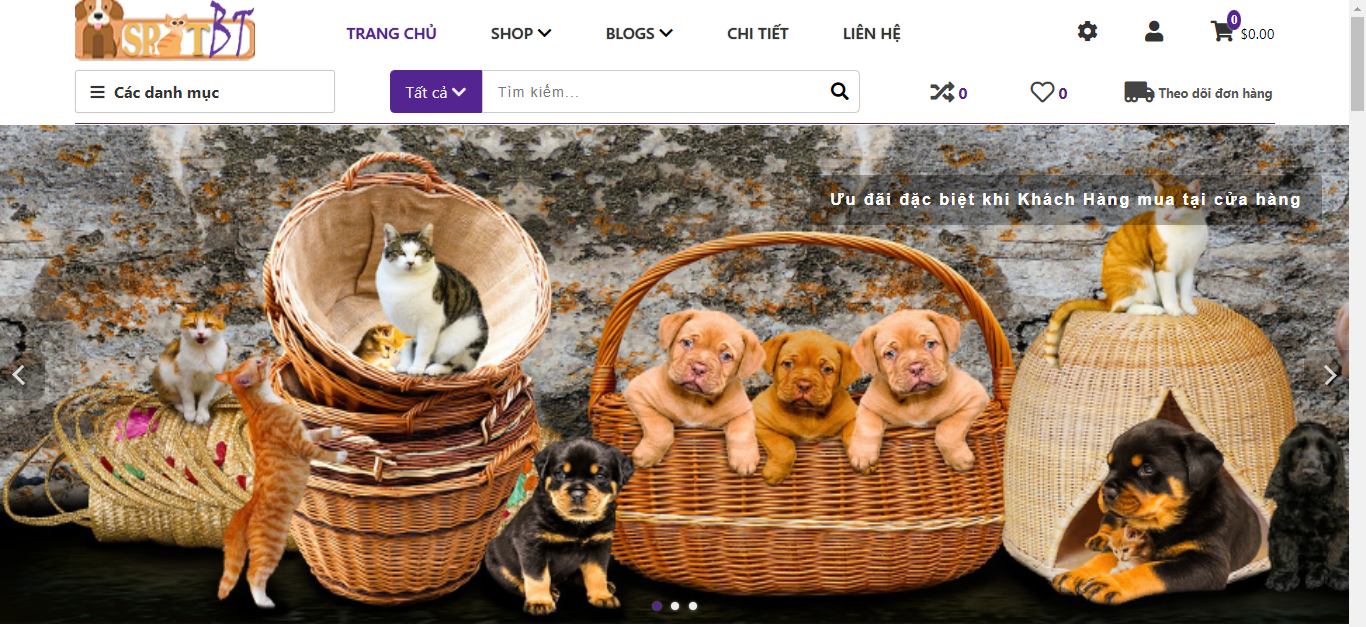 SPOTBT
TRANG CHỦ
SHOP
BLOGS
CHI TIẾT
LIÊN HỆ
0
$0.00
Các danh mục
Tất cả
Tìm kiếm...
0
0
Theo dõi đơn hàng
Ưu đãi đặc biệt khi Khách Hàng mua tại cửa hàng